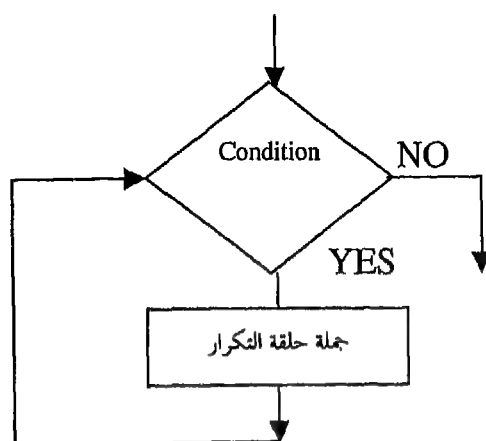 Condition
NO
YES
جملة حلقة التكرار